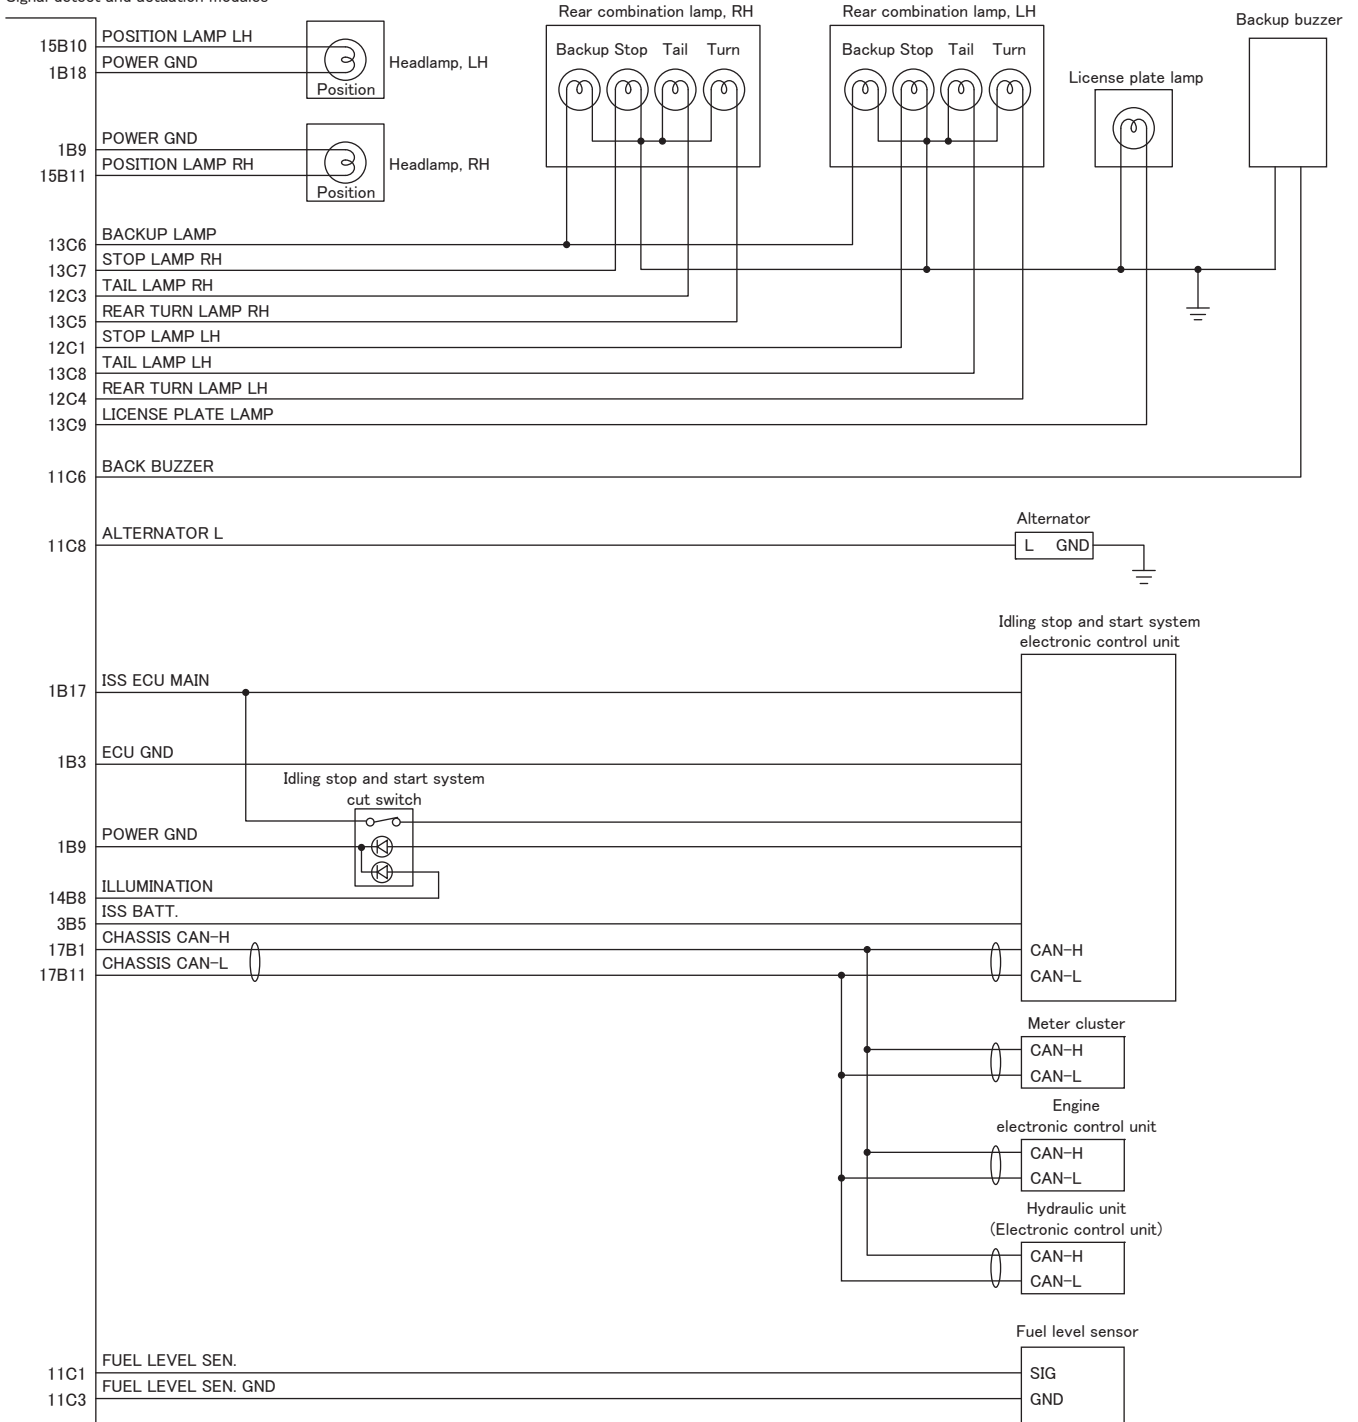 Signal detect and actuation modules
Rear combination lamp, RH
Rear combination lamp, LH
Backup buzzer
15B10 POSITION LAMP LH
1B18 POWER GND
Position
Headlamp, LH
Backup Stop Tail Turn
Backup Stop Tail Turn
License plate lamp
1B9 POWER GND
15B11 POSITION LAMP RH
Position
Headlamp, RH
13C6 BACKUP LAMP
13C7 STOP LAMP RH
12C3 TAIL LAMP RH
13C5 REAR TURN LAMP RH
12C1 STOP LAMP LH
13C8 TAIL LAMP LH
12C4 REAR TURN LAMP LH
13C9 LICENSE PLATE LAMP
11C6 BACK BUZZER
Alternator
11C8 ALTERNATOR L
L GND
Idling stop and start system
electronic control unit
1B17 ISS ECU MAIN
1B3 ECU GND
Idling stop and start system
cut switch
1B9 POWER GND
14B8 ILLUMINATION
3B5 ISS BATT.
17B1 CHASSIS CAN-H
CAN-H
17B11 CHASSIS CAN-L
CAN-L
Meter cluster
CAN-H
CAN-L
Engine
electronic control unit
CAN-H
CAN-L
Hydraulic unit
(Electronic control unit)
CAN-H
CAN-L
Fuel level sensor
11C1 FUEL LEVEL SEN.
SIG
11C3 FUEL LEVEL SEN. GND
GND